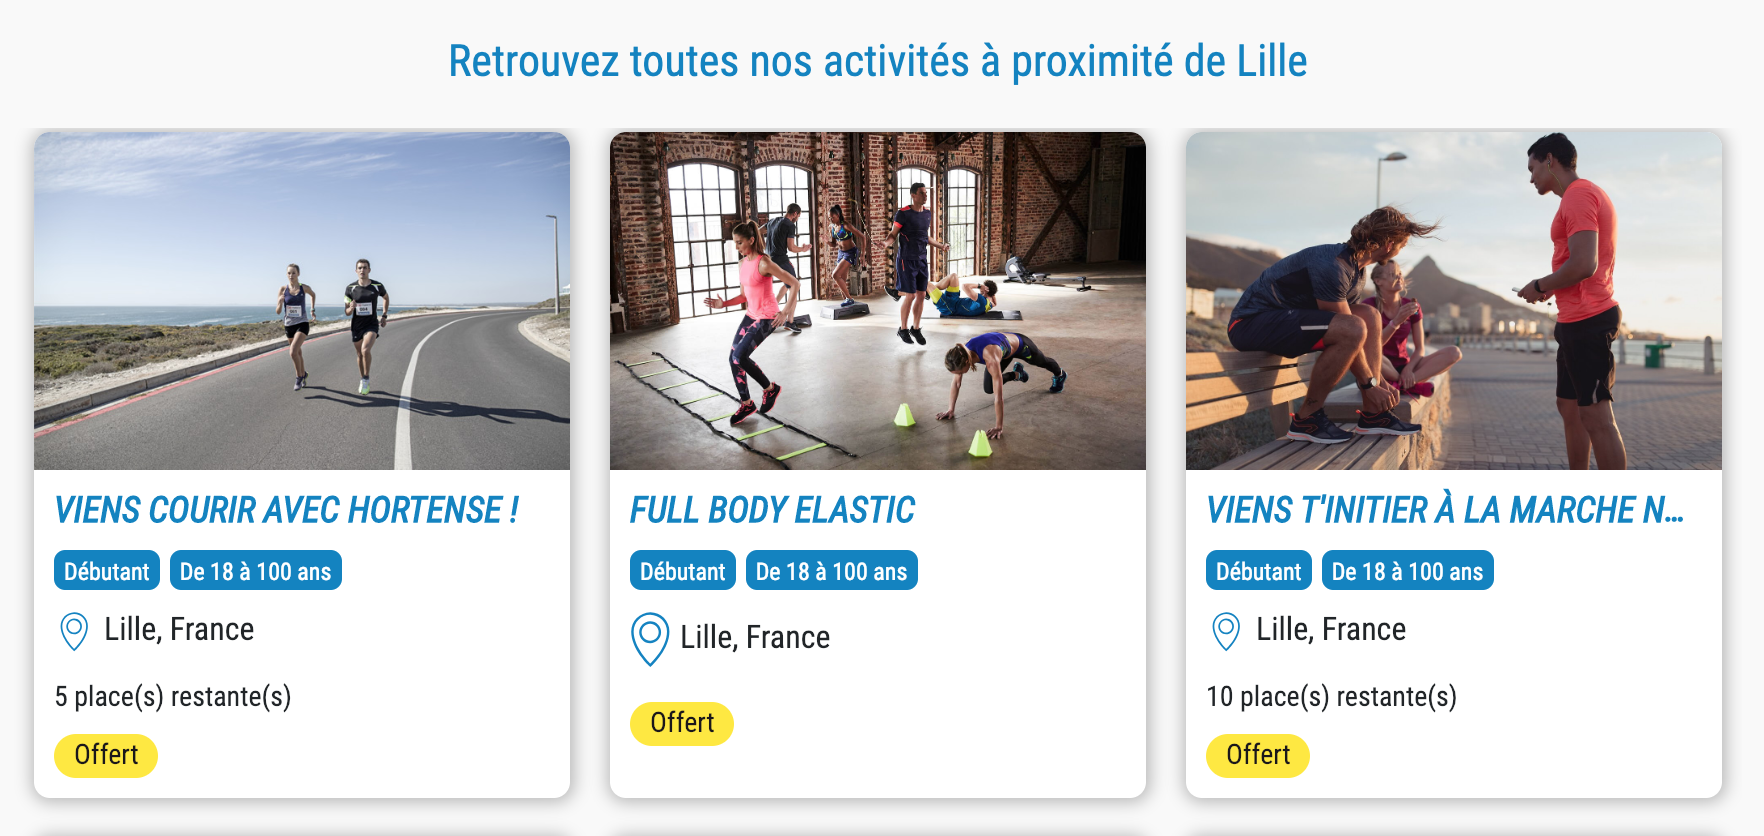 Retrouvez toutes nos activités à proximité de Lille
VIENS COURIR AVEC HORTENSE !
Débutant De 18 à 100 ans
Lille, France
5 place(s) restante(s)
Offert
FULL BODY ELASTIC
Débutant De 18 à 100 ans
Lille, France
Offert
VIENS T'INITIER À LA MARCHE N...
Débutant De 18 à 100 ans
Lille, France
10 place(s) restante(s)
Offert